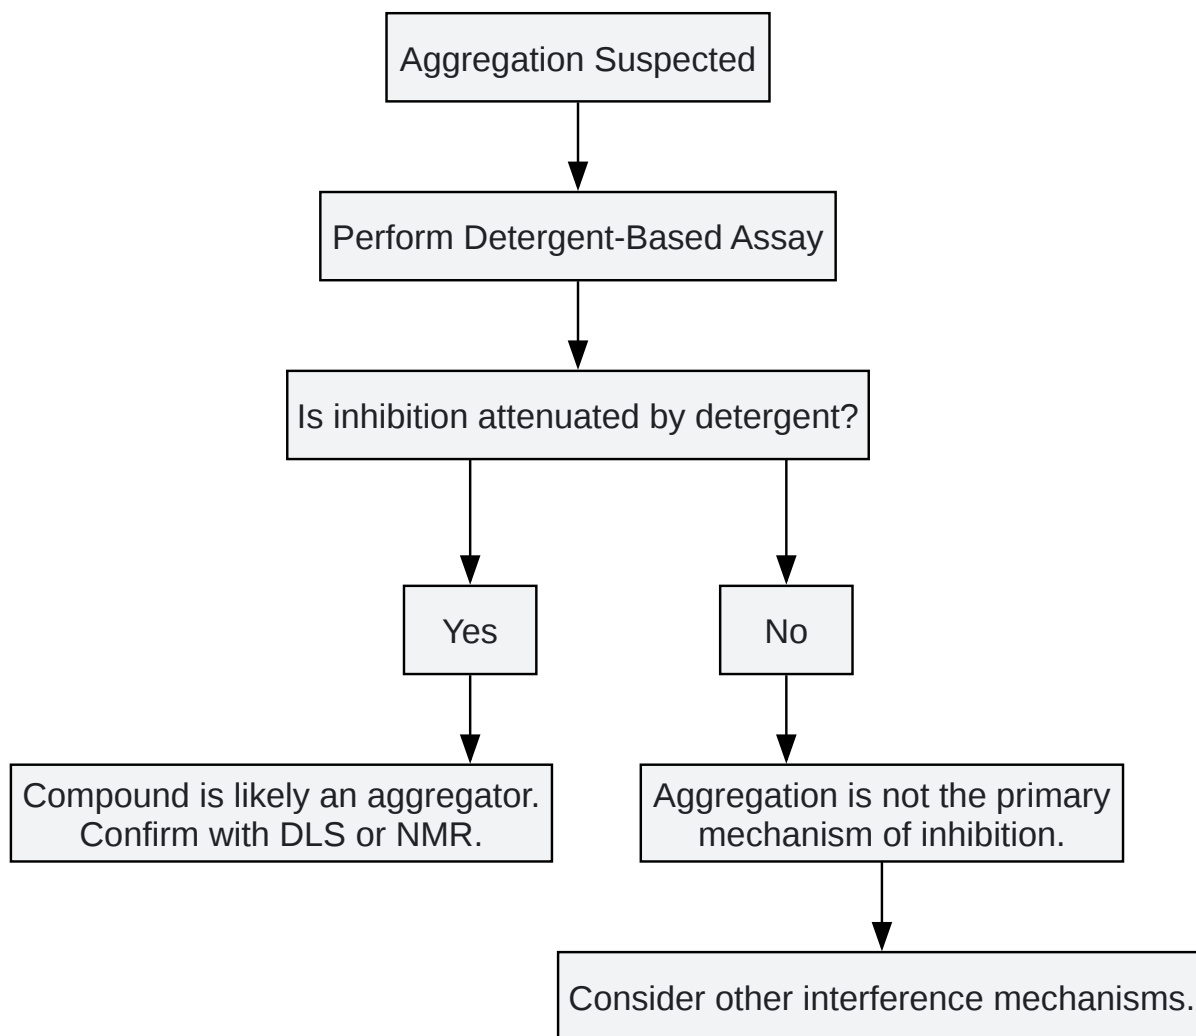 Aggregation Suspected
Perform Detergent-Based Assay
Is inhibition attenuated by detergent?
Yes
No
Compound is likely an aggregator.
Confirm with DLS or NMR.
Aggregation is not the primary
mechanism of inhibition.
Consider other interference mechanisms.